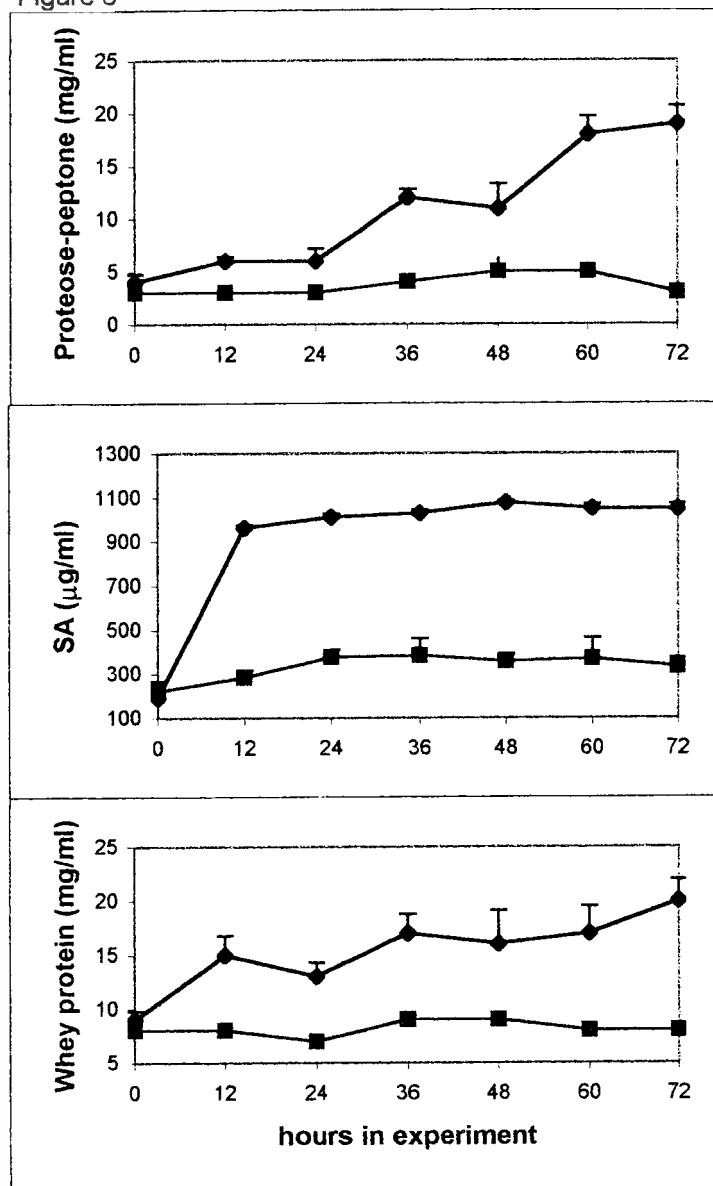 Proteose-peptone (mg/ml)
25
20
15
10
5
0
0 12 24 36 48 60 72
SA (µg/ml)
1300
1100
900
700
500
300
100
0 12 24 36 48 60 72
Whey protein (mg/ml)
25
20
15
10
5
0 12 24 36 48 60 72
hours in experiment